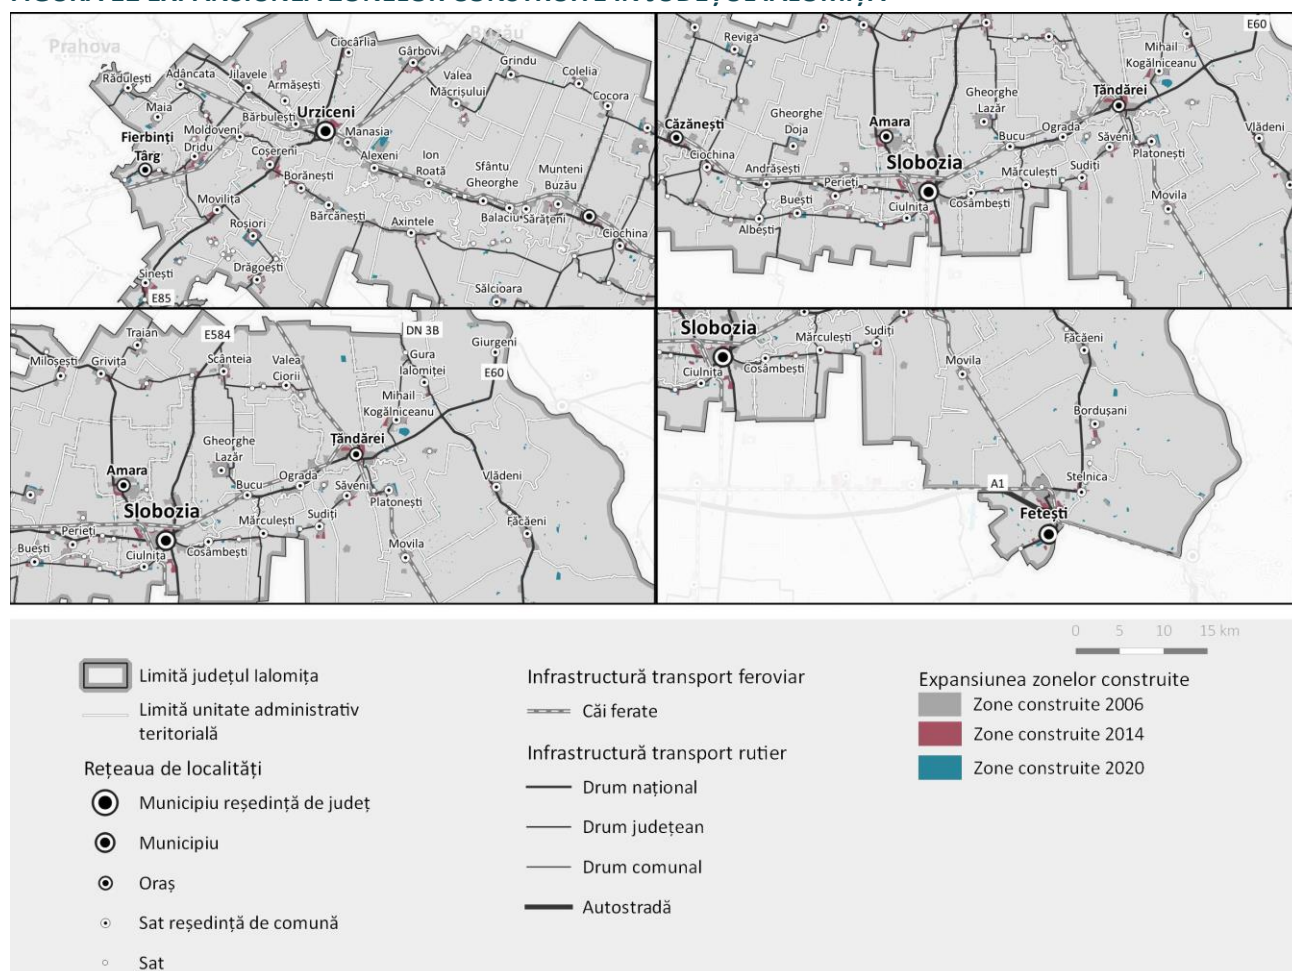 Prahova
Buzău
Ciocârlia
Gârbovi
Grindu
Rădulești
Adâncata
Jilavele
Armășești
Valea
Măcrișului
Colelia
Cocora
Maia
Bărbulești
Urziceni
Manasia
Fierbinți
Târg
Moldoveni
Dridu
Coșereni
Alexeni
Ion
Roată
Sfântu
Gheorghe
Munteni
Buzău
Borănești
Movilița
Bărcănești
Axintele
Balaciu
Sărățeni
Roșiori
Ciochina
Drăgoești
Sinești
E85
Sălcioara
Reviga
E60
Mihail
Kogălniceanu
Țăndărei
Gheorghe
Lazăr
Gheorghe
Doja
Căzănești
Amara
Bucu
Ograda
Săveni
Vlădeni
Ciochina
Slobozia
Platonești
Andrășești
Mărculești
Sudiți
Perieți
Buești
Ciulnița
Cosâmbești
Movila
Albești
Traian
E584
DN 3B
Giurgeni
Miloșești
Grivița
Scânteia
Valea
Ciorii
Gura
Ialomiței
E60
Mihail
Kogălniceanu
Țăndărei
Gheorghe
Lazăr
Amara
Bucu
Ograda
Săveni
Vlădeni
Slobozia
Platonești
Perieți
Mărculești
Sudiți
Făcăeni
Buești
Ciulnița
Cosâmbești
Movila
Slobozia
Mărculești
Sudiți
Făcăeni
Ciulnița
Cosâmbești
Movila
Bordușani
A1
Stelnica
Fetești
0 5 10 15 km
Limită județul Ialomița
Limită unitate administrativ
teritorială
Rețeaua de localități
Municipiu reședință de județ
Municipiu
Oraș
Sat reședință de comună
Sat
Infrastructură transport feroviar
Căi ferate
Infrastructură transport rutier
Drum național
Drum județean
Drum comunal
Autostradă
Expansiunea zonelor construite
Zone construite 2006
Zone construite 2014
Zone construite 2020